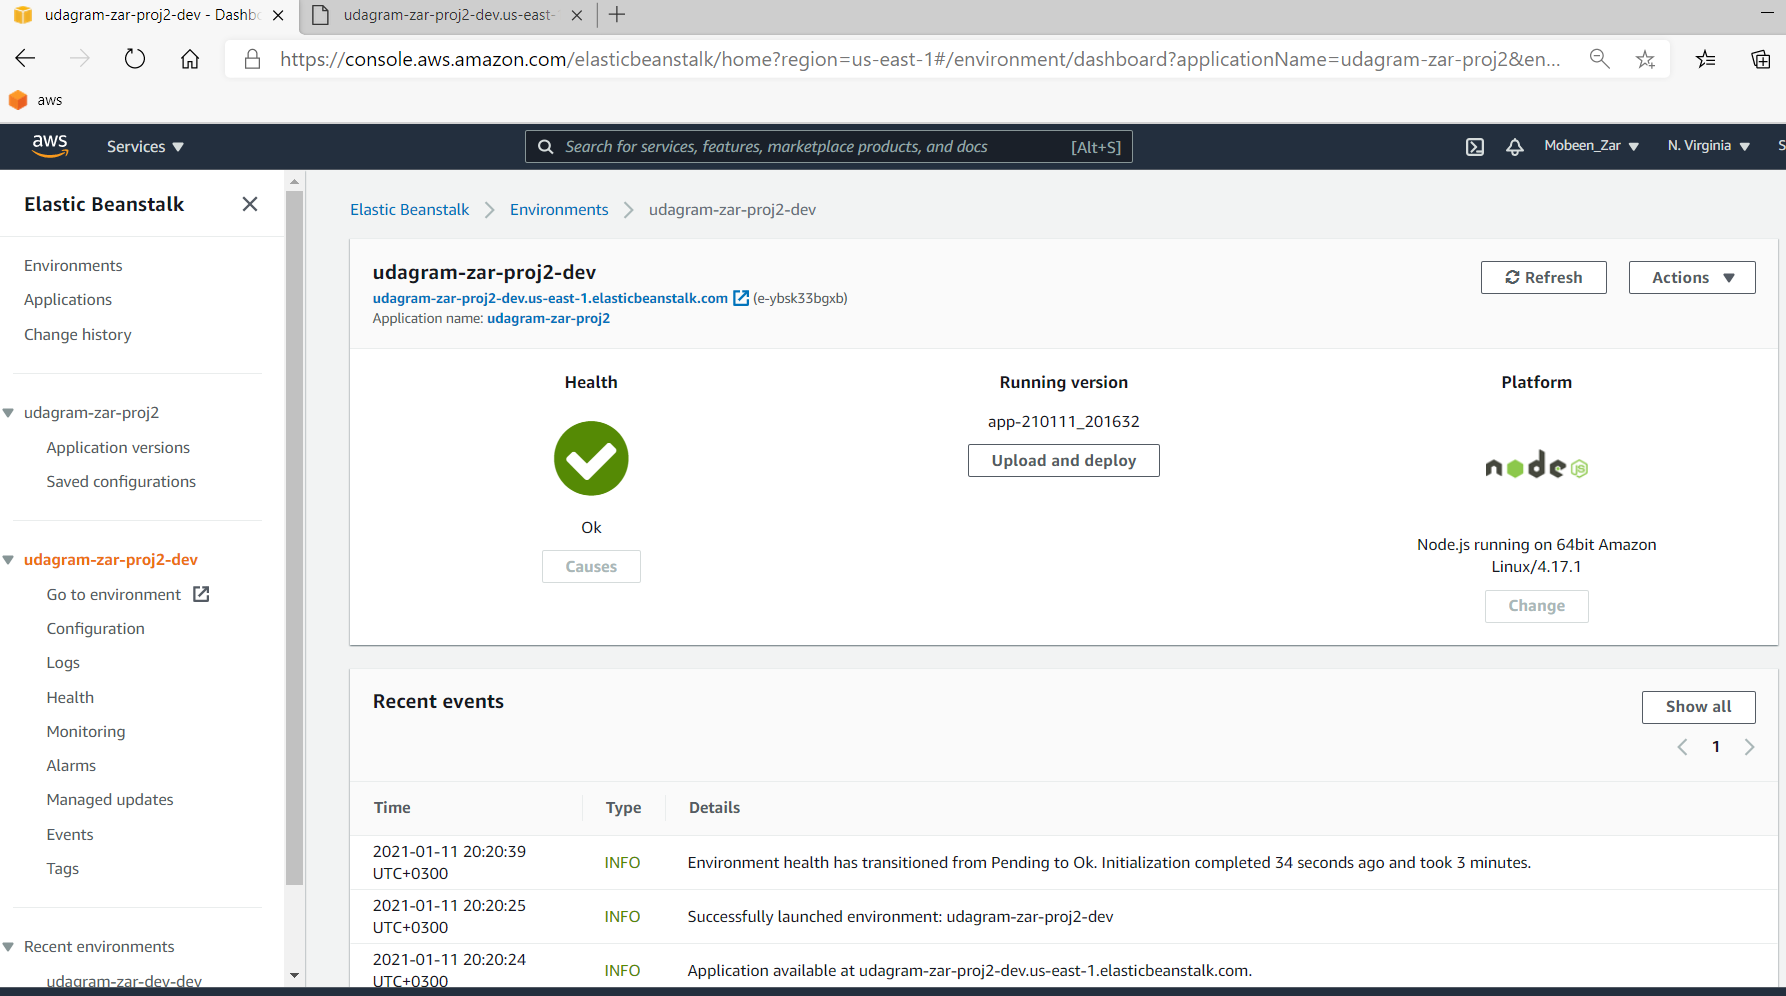 udagram-zar-proj2-dev - Dashbo
udagram-zar-proj2-dev.us-east-
https://console.aws.amazon.com/elasticbeanstalk/home?region=us-east-1#/environment/dashboard?applicationName=udagram-zar-proj2&en...
aws
aws
Services
Search for services, features, marketplace products, and docs [Alt+S]
Mobeen_Zar
N. Virginia
S
Elastic Beanstalk
Environments
Applications
Change history
udagram-zar-proj2
Application versions
Saved configurations
udagram-zar-proj2-dev
Go to environment
Configuration
Logs
Health
Monitoring
Alarms
Managed updates
Events
Tags
Recent environments
udagram-zar-dev-dev
Elastic Beanstalk
Environments
udagram-zar-proj2-dev
udagram-zar-proj2-dev
udagram-zar-proj2-dev.us-east-1.elasticbeanstalk.com (e-ybsk33bgxb)
Application name: udagram-zar-proj2
Refresh
Actions
Health
Ok
Causes
Running version
app-210111_201632
Upload and deploy
Platform
node JS
Node.js running on 64bit Amazon
Linux/4.17.1
Change
Recent events
Show all
1
Time Type Details
2021-01-11 20:20:39
UTC+0300
INFO
Environment health has transitioned from Pending to Ok. Initialization completed 34 seconds ago and took 3 minutes.
2021-01-11 20:20:25
UTC+0300
INFO
Successfully launched environment: udagram-zar-proj2-dev
2021-01-11 20:20:24
UTC+0300
INFO
Application available at udagram-zar-proj2-dev.us-east-1.elasticbeanstalk.com.